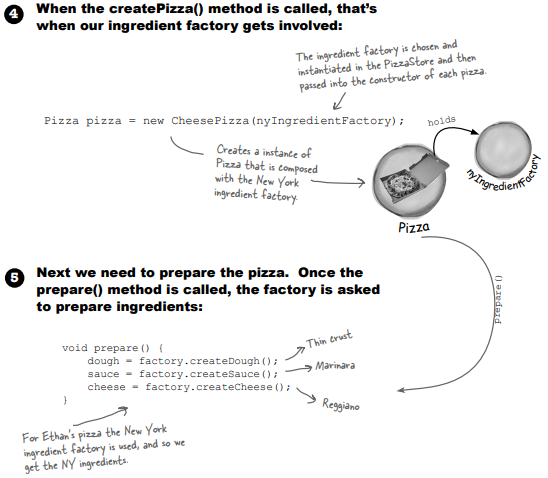 4
When the createPizza() method is called, that's
when our ingredient factory gets involved:
The ingredient factory is chosen and
instantiated in the PizzaStore and then
passed into the constructor of each pizza.
Pizza pizza = new CheesePizza(nyIngredientFactory);
holds
Creates a instance of
Pizza that is composed
with the New York
ingredient factory.
nyIngredientFactory
Pizza
5
Next we need to prepare the pizza. Once the
prepare() method is called, the factory is asked
to prepare ingredients:
prepare()
void prepare() {
dough = factory.createDough();
sauce = factory.createSauce();
cheese = factory.createCheese();
}
Thin crust
Marinara
Reggiano
For Ethan's pizza the New York
ingredient factory is used, and so we
get the NY ingredients.